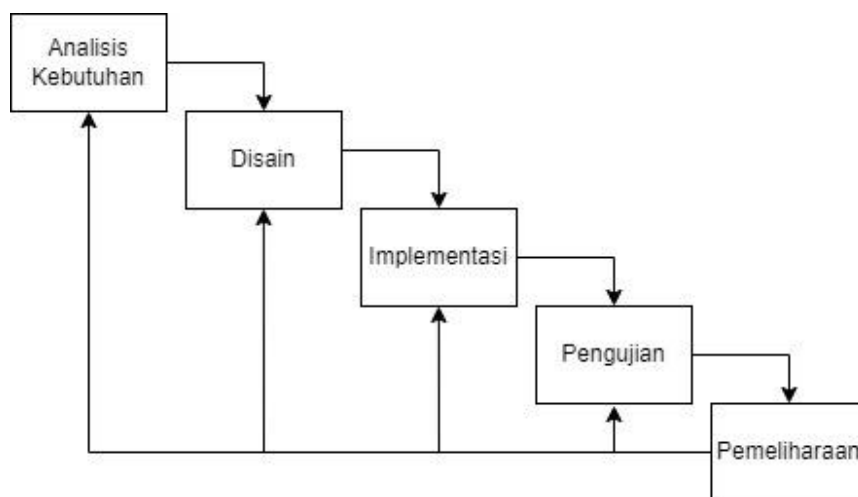 Analisis
Kebutuhan
Disain
Implementasi
Pengujian
Pemeliharaan